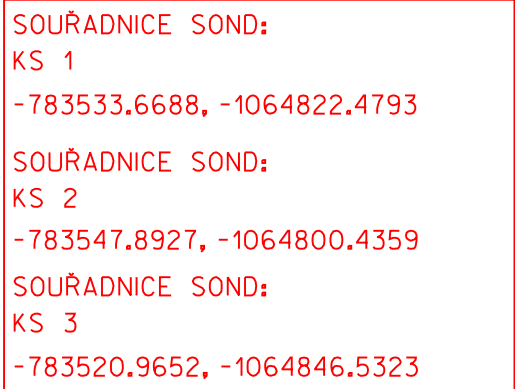 SOUŘADNICE SOND:
KS 1
-783533.6688, -1064822.4793
SOUŘADNICE SOND:
KS 2
-783547.8927, -1064800.4359
SOUŘADNICE SOND:
KS 3
-783520.9652, -1064846.5323